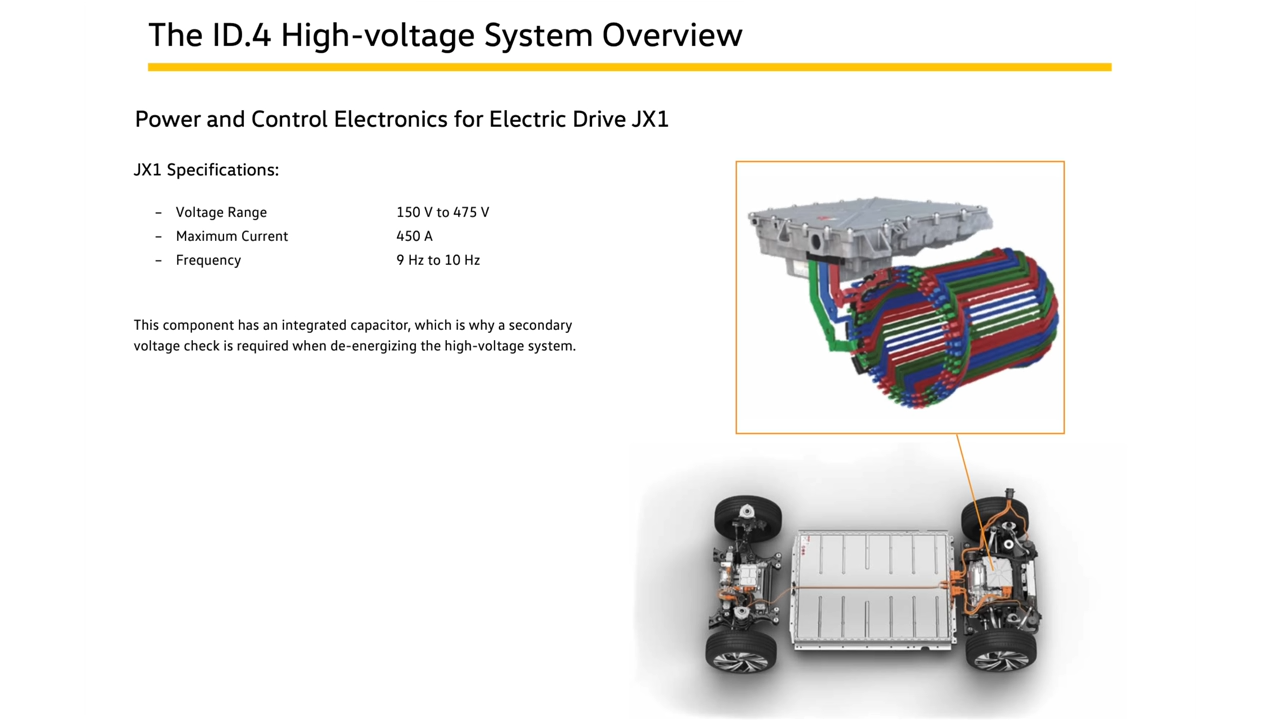 The ID.4 High-voltage System Overview
Power and Control Electronics for Electric Drive JX1
JX1 Specifications:
– Voltage Range 150 V to 475 V
– Maximum Current 450 A
– Frequency 9 Hz to 10 Hz
This component has an integrated capacitor, which is why a secondary
voltage check is required when de-energizing the high-voltage system.